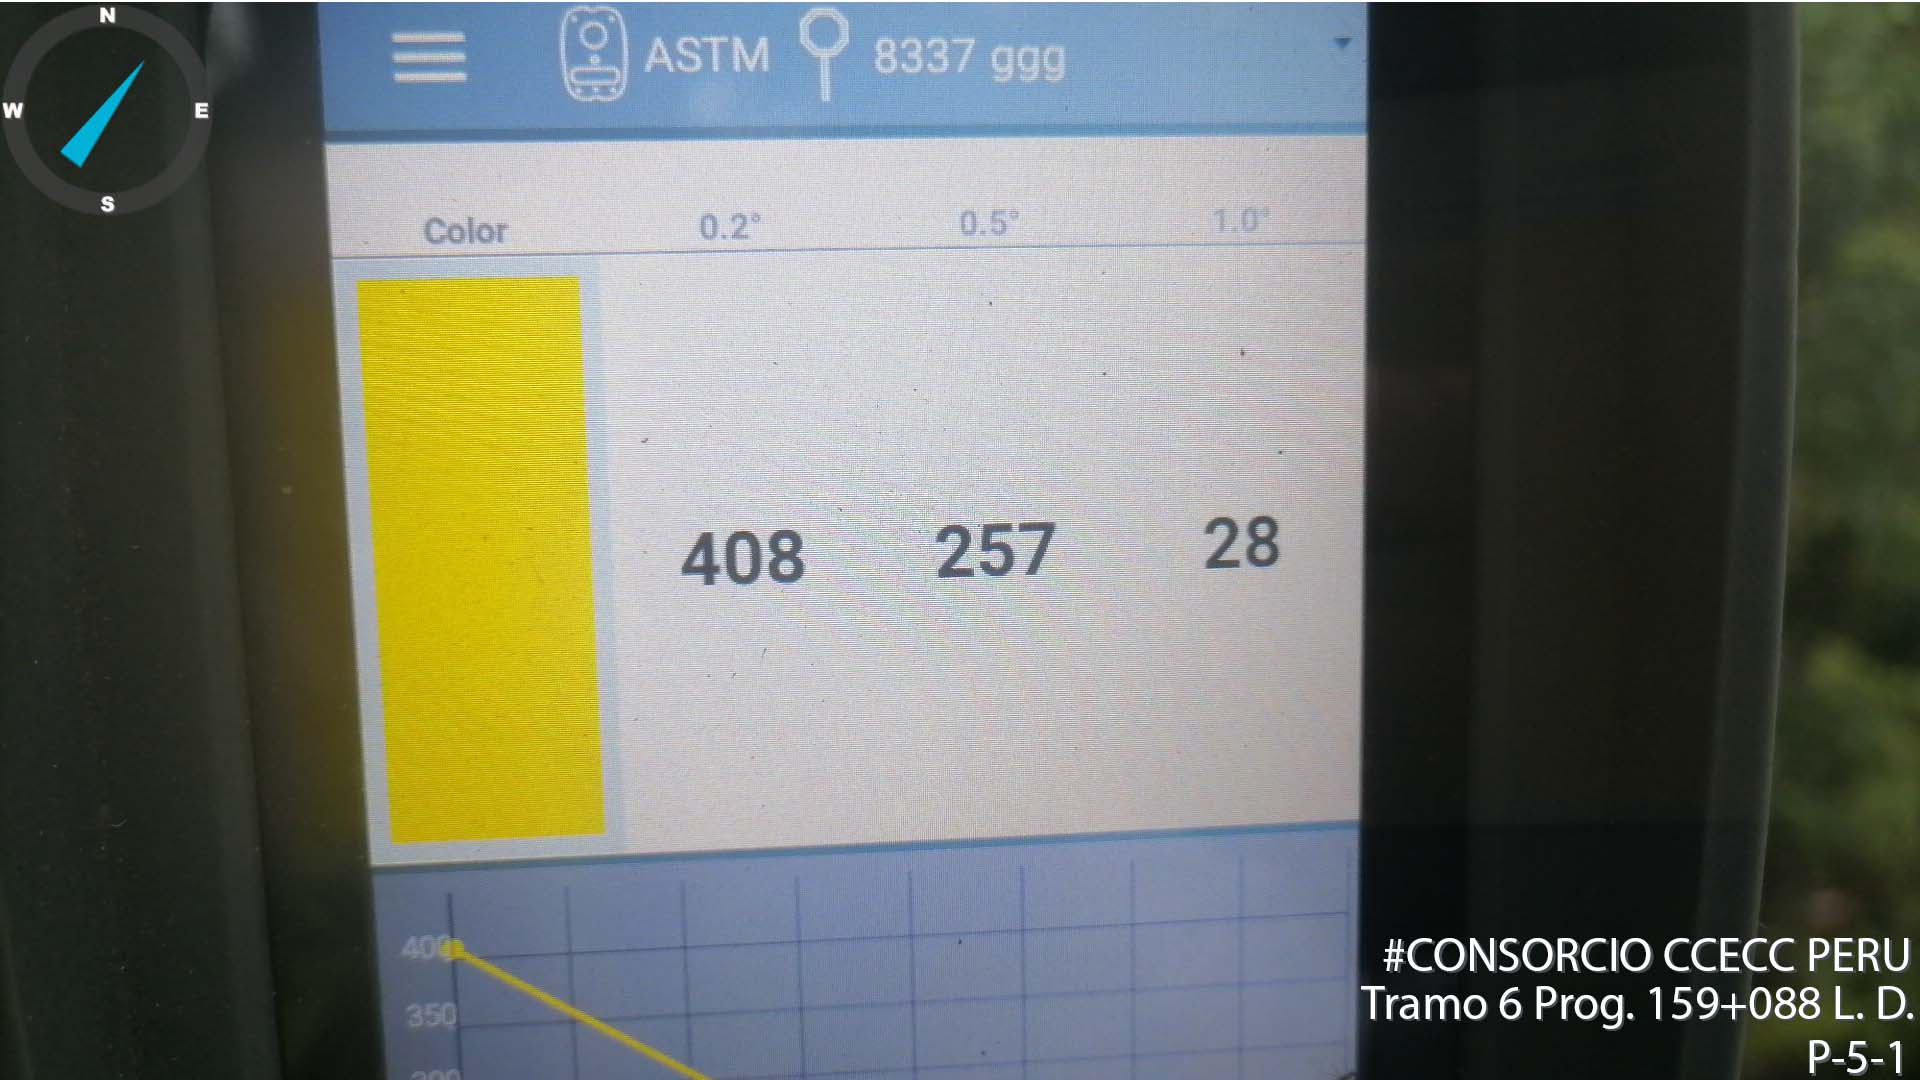 N
W E
S
ASTM 8337 ggg
Color 0.2° 0.5° 1.0°
408 257 28
400
350
300
#CONSORCIO CCECC PERU
Tramo 6 Prog. 159+088 L. D.
P-5-1